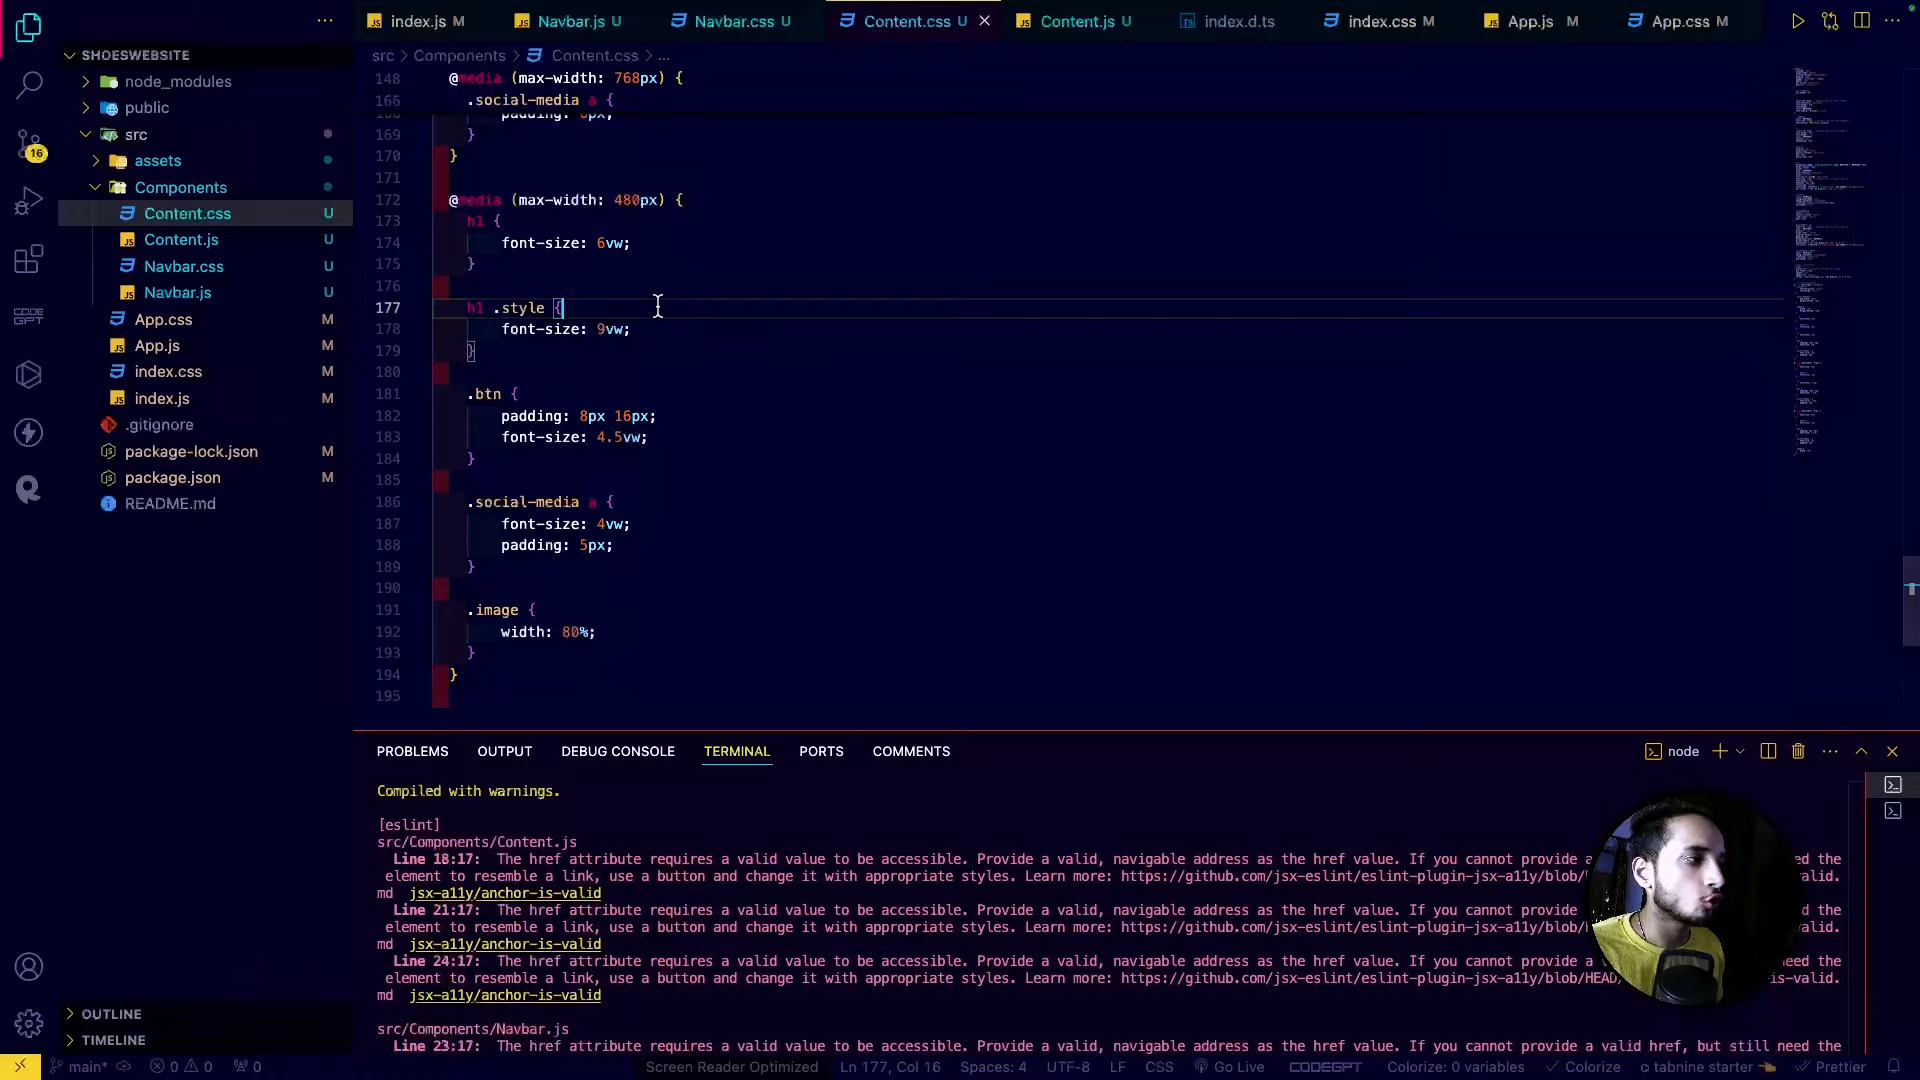 index.js M
Navbar.js U
Navbar.css U
Content.css U
Content.js U
index.d.ts
index.css M
App.js M
App.css M
SHOESWEBSITE
node_modules
public
src
assets
Components
Content.css U
Content.js U
Navbar.css U
Navbar.js U
App.css M
App.js M
index.css M
index.js M
.gitignore
package-lock.json M
package.json M
README.md
16
OUTLINE
TIMELINE
src > Components > Content.css > ...
148 @media (max-width: 768px) {
166 .social-media a {
169 }
170 }
171
172 @media (max-width: 480px) {
173 h1 {
174 font-size: 6vw;
175 }
176
177 h1 .style {
178 font-size: 9vw;
179 }
180
181 .btn {
182 padding: 8px 16px;
183 font-size: 4.5vw;
184 }
185
186 .social-media a {
187 font-size: 4vw;
188 padding: 5px;
189 }
190
191 .image {
192 width: 80%;
193 }
194 }
195
PROBLEMS OUTPUT DEBUG CONSOLE TERMINAL PORTS COMMENTS
node
Compiled with warnings.
[eslint]
src/Components/Content.js
Line 18:17: The href attribute requires a valid value to be accessible. Provide a valid, navigable address as the href value. If you cannot provide a ed the
element to resemble a link, use a button and change it with appropriate styles. Learn more: https://github.com/jsx-eslint/eslint-plugin-jsx-a11y/blob/ valid.
md jsx-a11y/anchor-is-valid
Line 21:17: The href attribute requires a valid value to be accessible. Provide a valid, navigable address as the href value. If you cannot provide d the
element to resemble a link, use a button and change it with appropriate styles. Learn more: https://github.com/jsx-eslint/eslint-plugin-jsx-a11y/blob/ valid.
md jsx-a11y/anchor-is-valid
Line 24:17: The href attribute requires a valid value to be accessible. Provide a valid, navigable address as the href value. If you cannot provide a need the
element to resemble a link, use a button and change it with appropriate styles. Learn more: https://github.com/jsx-eslint/eslint-plugin-jsx-a11y/blob/HEAD/ is-valid.
md jsx-a11y/anchor-is-valid
src/Components/Navbar.js
Line 23:17: The href attribute requires a valid value to be accessible. Provide a valid, navigable address as the href value. If you cannot provide a valid href, but still need the
main* 0 0 0 Screen Reader Optimized Ln 177, Col 16 Spaces: 4 UTF-8 LF CSS Go Live CODEGPT Colorize: 0 variables Colorize tabnine starter Prettier